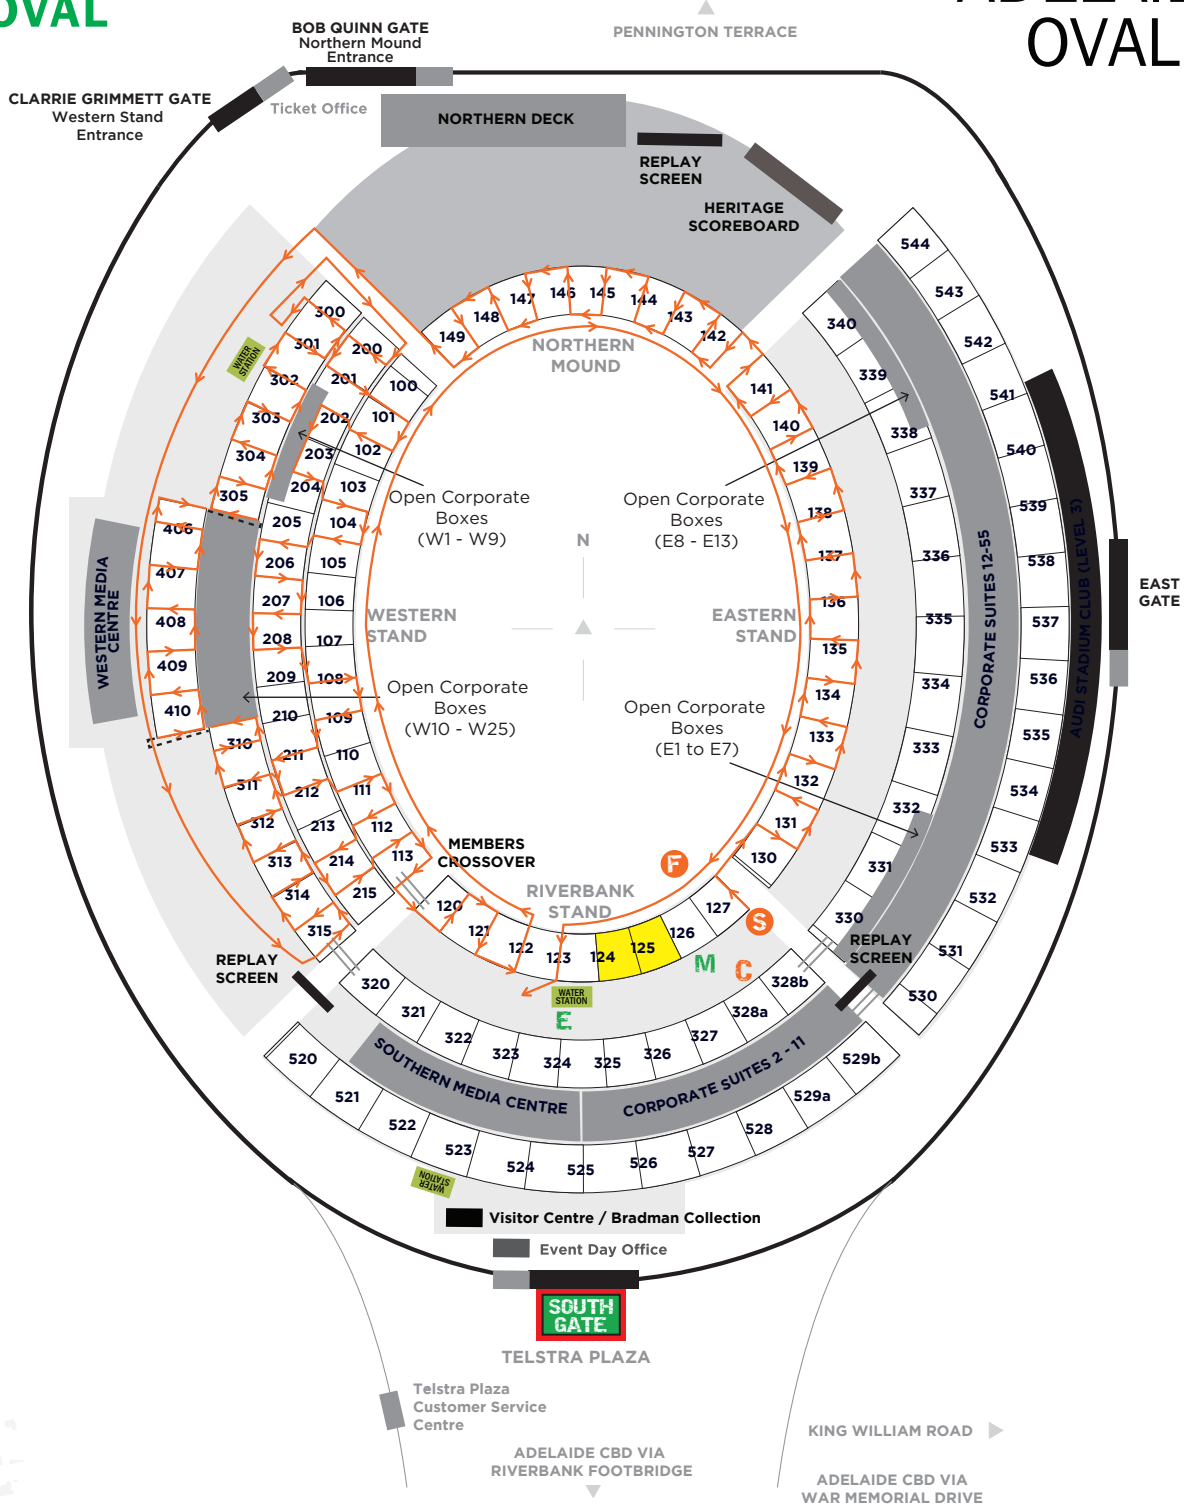 OVAL
OVAL
PENNINGTON TERRACE
BOB QUINN GATE
Northern Mound
Entrance
CLARRIE GRIMMETT GATE
Western Stand
Entrance
Ticket Office
NORTHERN DECK
REPLAY
SCREEN
HERITAGE
SCOREBOARD
544
543
542
541
540
539
538
537
536
535
534
533
532
531
530
AUDI STADIUM CLUB (LEVEL 3)
CORPORATE SUITES 12-55
EAST
GATE
340
339
338
337
336
335
334
333
332
331
330
REPLAY
SCREEN
149
148
147
146
145
144
143
142
141
140
139
138
137
136
135
134
133
132
131
130
NORTHERN
MOUND
300
301
302
303
304
305
WATER
STATION
200
201
202
203
204
205
206
207
208
209
210
211
212
213
214
215
100
101
102
103
104
105
106
107
108
109
110
111
112
113
406
407
408
409
410
310
311
312
313
314
315
WESTERN MEDIA
CENTRE
Open Corporate
Boxes
(W1 - W9)
Open Corporate
Boxes
(E8 - E13)
N
WESTERN
STAND
EASTERN
STAND
Open Corporate
Boxes
(W10 - W25)
Open Corporate
Boxes
(E1 to E7)
MEMBERS
CROSSOVER
RIVERBANK
STAND
F
S
M
C
E
120
121
122
123
124
125
126
127
WATER
STATION
REPLAY
SCREEN
320
321
322
323
324
325
326
327
328a
328b
SOUTHERN MEDIA CENTRE
CORPORATE SUITES 2 - 11
520
521
522
523
524
525
526
527
528
529a
529b
WATER
STATION
Visitor Centre / Bradman Collection
Event Day Office
SOUTH
GATE
TELSTRA PLAZA
Telstra Plaza
Customer Service
Centre
ADELAIDE CBD VIA
RIVERBANK FOOTBRIDGE
KING WILLIAM ROAD
ADELAIDE CBD VIA
WAR MEMORIAL DRIVE